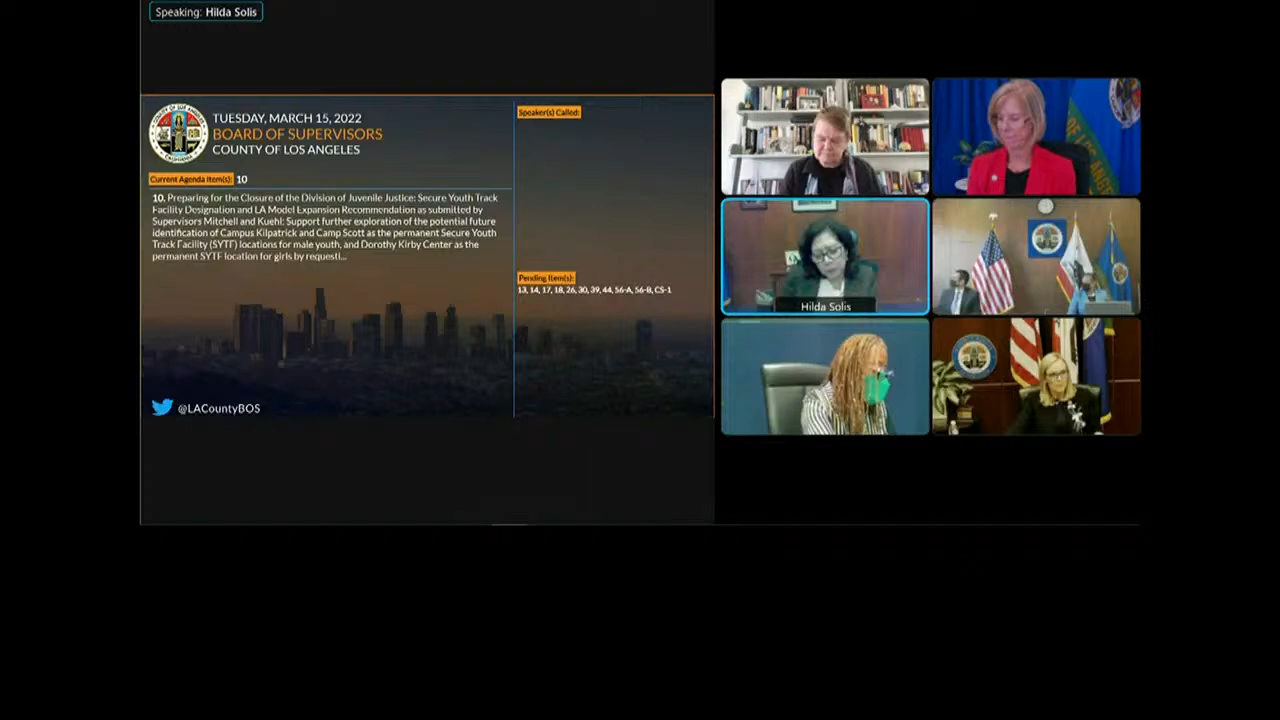 Speaking: Hilda Solis
TUESDAY, MARCH 15, 2022
BOARD OF SUPERVISORS
COUNTY OF LOS ANGELES
Current Agenda Item(s): 10
10. Preparing for the Closure of the Division of Juvenile Justice: Secure Youth Track
Facility Designation and LA Model Expansion Recommendation as submitted by
Supervisors Mitchell and Kuehl: Support further exploration of the potential future
identification of Campus Kilpatrick and Camp Scott as the permanent Secure Youth
Track Facility (SYTF) locations for male youth, and Dorothy Kirby Center as the
permanent SYTF location for girls by requesti...
@LACountyBOS
Speaker(s) Called:
Pending Item(s):
13, 14, 17, 18, 26, 30, 39, 44, 56-A, 56-B, CS-1
Hilda Solis